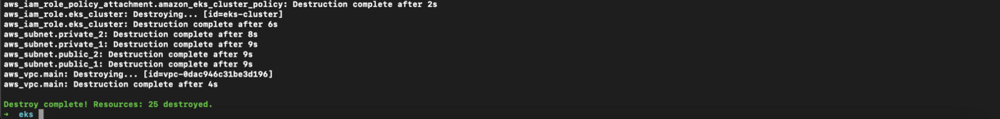 aws_iam_role_policy_attachment.amazon_eks_cluster_policy: Destruction complete after 2s
aws_iam_role.eks_cluster: Destroying... [id=eks-cluster]
aws_iam_role.eks_cluster: Destruction complete after 6s
aws_subnet.private_2: Destruction complete after 8s
aws_subnet.private_1: Destruction complete after 9s
aws_subnet.public_2: Destruction complete after 9s
aws_subnet.public_1: Destruction complete after 9s
aws_vpc.main: Destroying... [id=vpc-0dac946c31be3d196]
aws_vpc.main: Destruction complete after 4s
Destroy complete! Resources: 25 destroyed.
→ eks